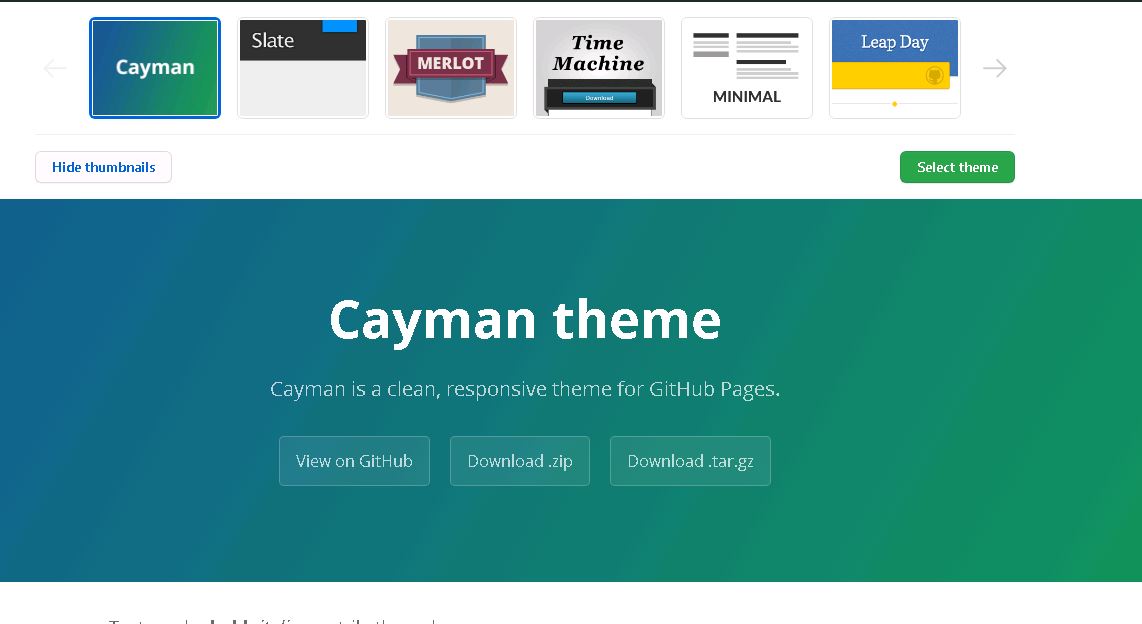 Cayman
Slate
MERLOT
Time
Machine
Download
MINIMAL
Leap Day
Hide thumbnails
Select theme
Cayman theme
Cayman is a clean, responsive theme for GitHub Pages.
View on GitHub
Download .zip
Download .tar.gz